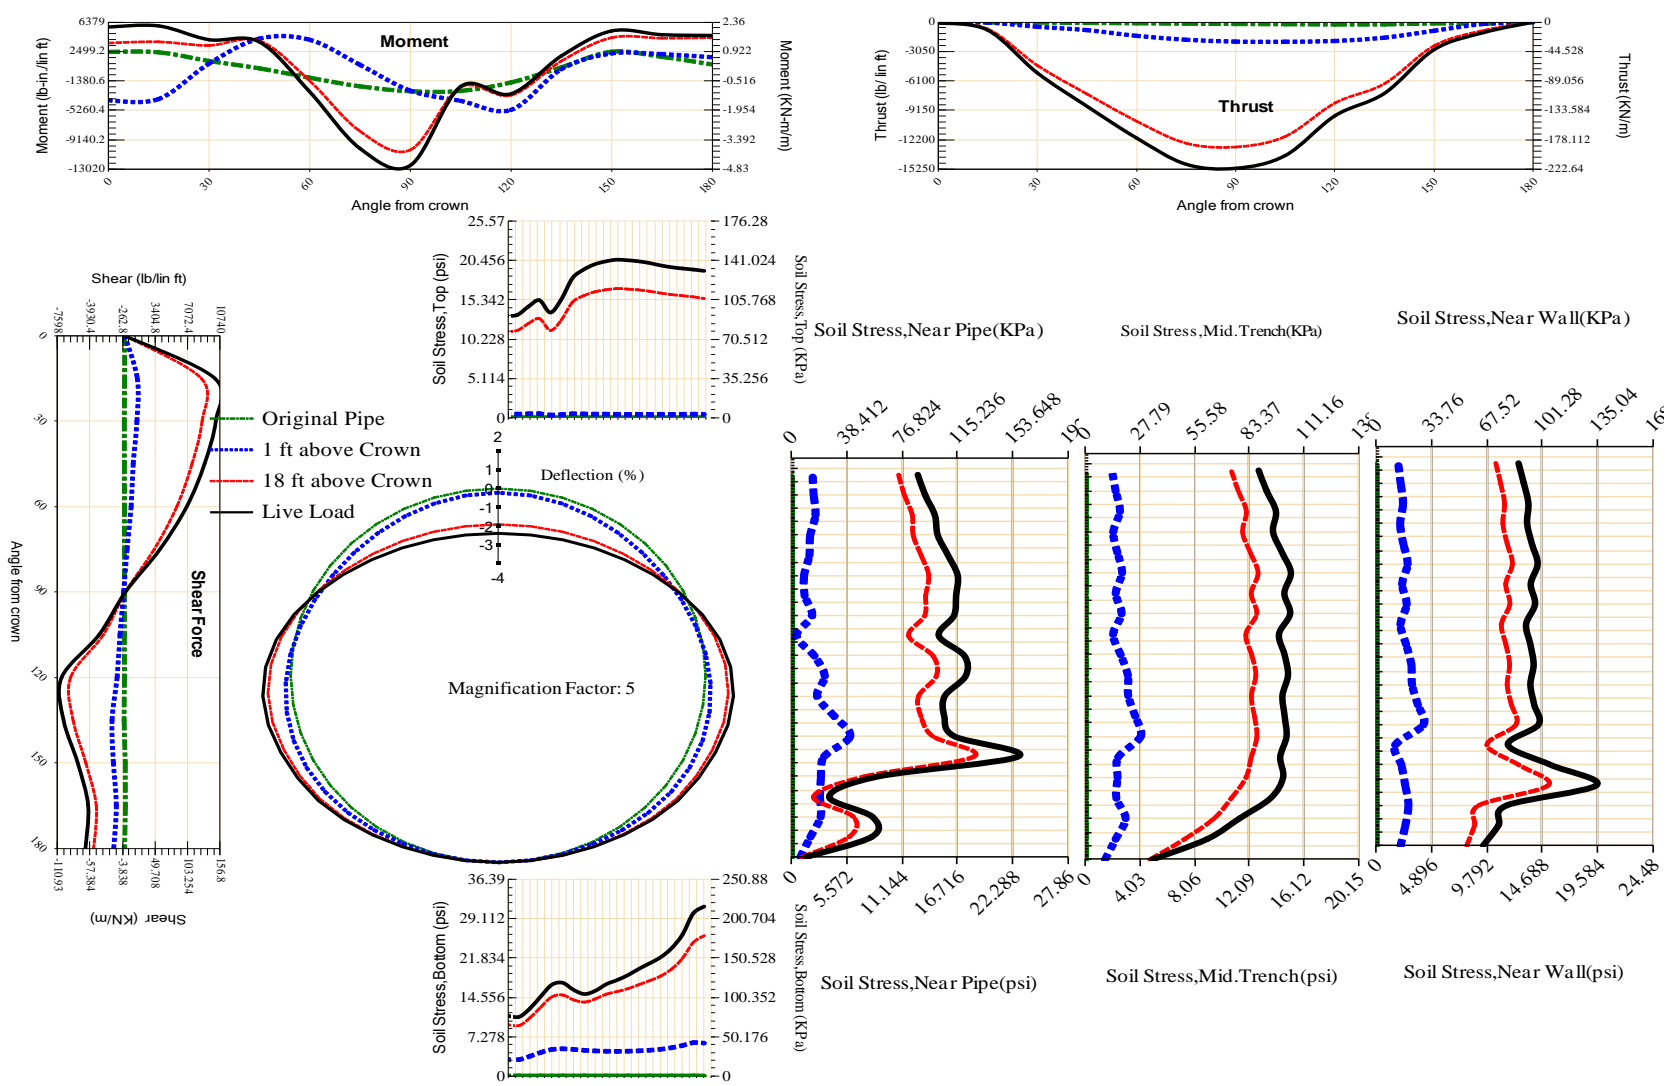 6379
2499.2
-1380.6
-5260.4
-9140.2
-13020
Moment (lb-in /lin ft)
Moment
2.36
0.922
-0.516
-1.954
-3.392
-4.83
Moment (KN-m/m)
0 30 60 90 120 150 180
Angle from crown
0
-3050
-6100
-9150
-12200
-15250
Thrust (lb/ lin ft)
Thrust
0
-44.528
-89.056
-133.584
-178.112
-222.64
Thrust (KN/m)
0 30 60 90 120 150 180
Angle from crown
25.57
20.456
15.342
10.228
5.114
0
Soil Stress,Top (psi)
176.28
141.024
105.768
70.512
35.256
0
Soil Stress,Top (KPa)
Shear (lb/lin ft)
-7598 -3930.4 -262.8 3404.8 7072.4 10740
0
30
60
90
120
150
180
Angle from crown
Shear Force
-110.93 -57.384 -3.838 49.708 103.254 156.8
Shear (KN/m)
Original Pipe
1 ft above Crown
18 ft above Crown
Live Load
2
1
0
-1
-2
-3
-4
Deflection (%)
Magnification Factor: 5
36.39
29.112
21.834
14.556
7.278
0
Soil Stress,Bottom (psi)
250.88
200.704
150.528
100.352
50.176
0
Soil Stress,Bottom (KPa)
Soil Stress,Near Pipe(KPa)
0 38.412 76.824 115.236 153.648
0 5.572 11.144 16.716 22.288 27.86
Soil Stress,Near Pipe(psi)
Soil Stress,Mid.Trench(KPa)
0 27.79 55.58 83.37 111.16
0 4.03 8.06 12.09 16.12 20.15
Soil Stress,Mid.Trench(psi)
Soil Stress,Near Wall(KPa)
0 33.76 67.52 101.28 135.04
0 4.896 9.792 14.688 19.584 24.48
Soil Stress,Near Wall(psi)